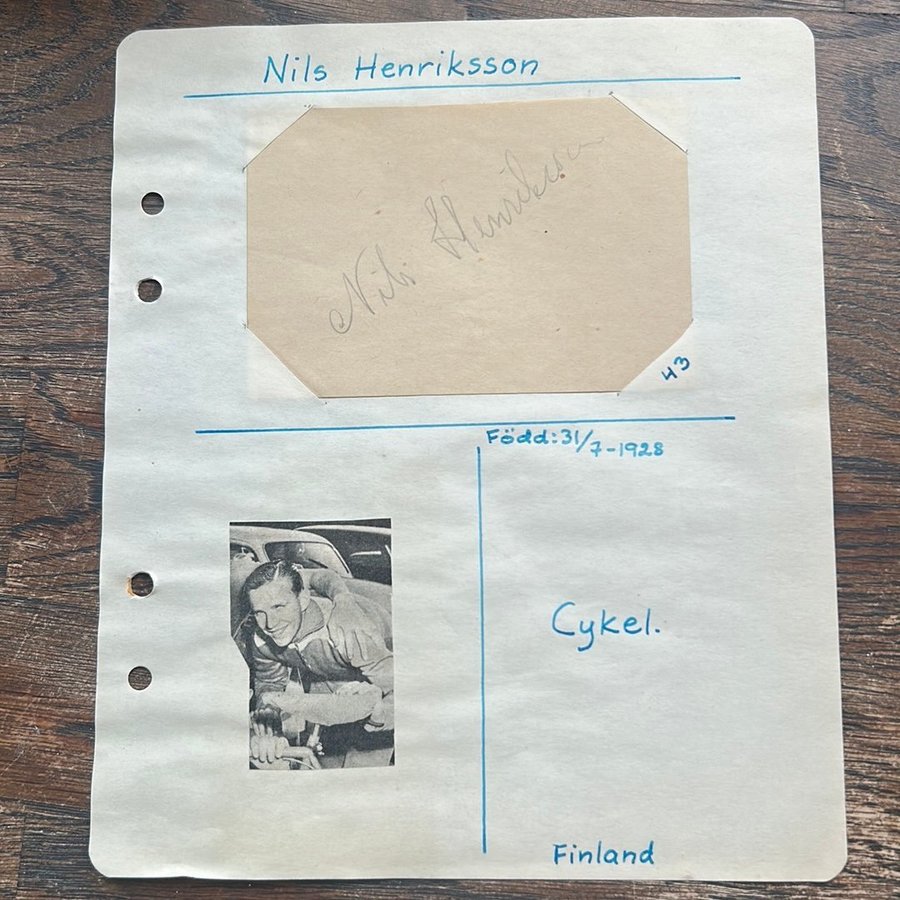 Nils Henriksson
Nils Henriksson
43
Född: 31/7-1928
Cykel.
Finland